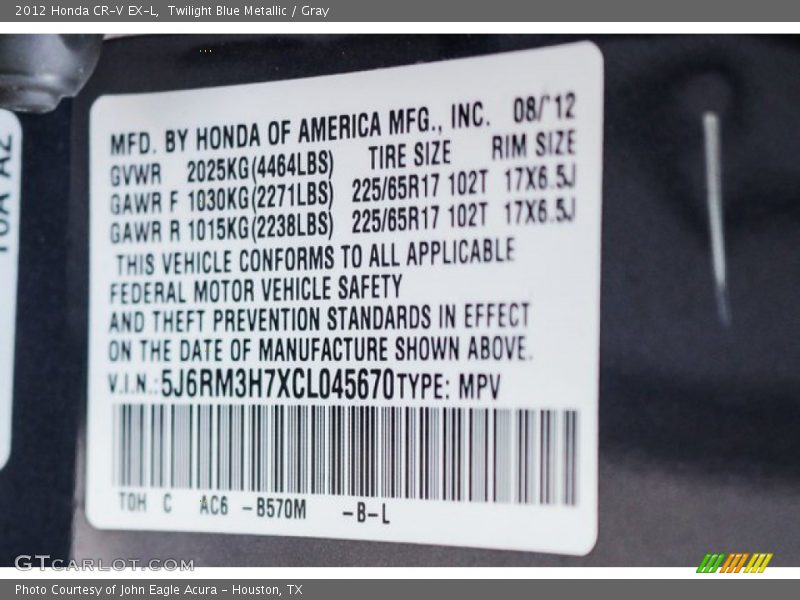 2012 Honda CR-V EX-L, Twilight Blue Metallic / Gray
MFD. BY HONDA OF AMERICA MFG., INC. 08/'12
GVWR 2025KG(4464LBS) TIRE SIZE RIM SIZE
GAWR F 1030KG(2271LBS) 225/65R17 102T 17X6.5J
GAWR R 1015KG(2238LBS) 225/65R17 102T 17X6.5J
THIS VEHICLE CONFORMS TO ALL APPLICABLE
FEDERAL MOTOR VEHICLE SAFETY
AND THEFT PREVENTION STANDARDS IN EFFECT
ON THE DATE OF MANUFACTURE SHOWN ABOVE.
V.I.N.:5J6RM3H7XCL045670TYPE: MPV
TOH C AC6 -B570M -B-L
GTCARLOT.COM
Photo Courtesy of John Eagle Acura - Houston, TX